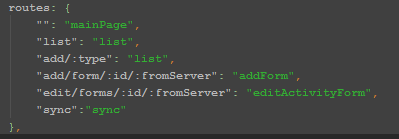 routes: {
"": "mainPage",
"list": "list",
"add/:type": "list",
"add/form/:id/:fromServer": "addForm",
"edit/forms/:id/:fromServer": "editActivityForm",
"sync":"sync"
},